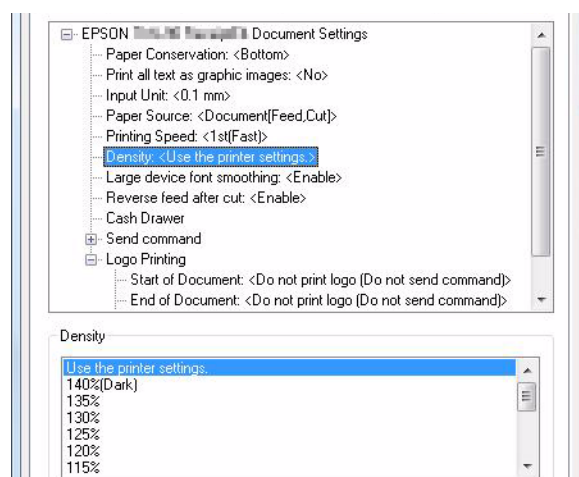 EPSON Document Settings
Paper Conservation: <Bottom>
Print all text as graphic images: <No>
Input Unit: <0.1 mm>
Paper Source: <Document[Feed,Cut]>
Printing Speed: <1st(Fast)>
Density: <Use the printer settings.>
Large device font smoothing: <Enable>
Reverse feed after cut: <Enable>
Cash Drawer
Send command
Logo Printing
Start of Document: <Do not print logo (Do not send command)>
End of Document: <Do not print logo (Do not send command)>
Density
Use the printer settings.
140%(Dark)
135%
130%
125%
120%
115%